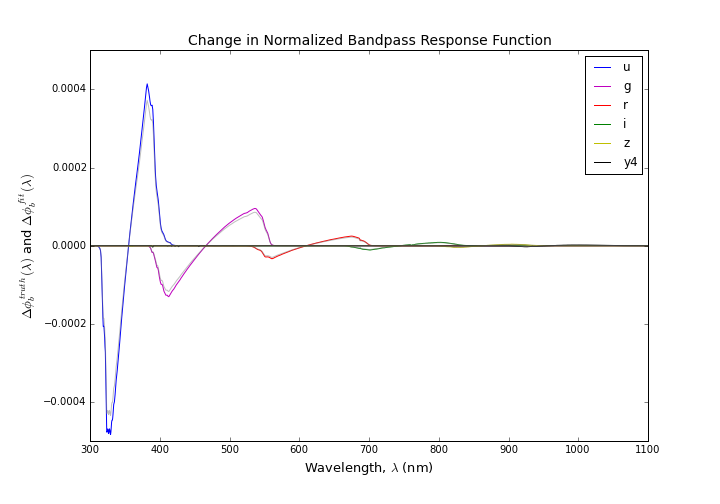 Change in Normalized Bandpass Response Function
0.0004
0.0002
0.0000
−0.0002
−0.0004
Δϕ_b^{truth}(λ) and Δϕ_b^{fit}(λ)
u
g
r
i
z
y4
300 400 500 600 700 800 900 1000 1100
Wavelength, λ (nm)